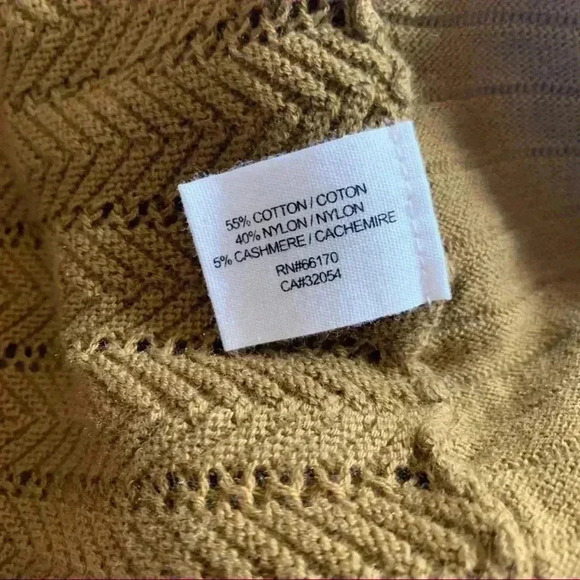 55% COTTON / COTON
40% NYLON / NYLON
5% CASHMERE / CACHEMIRE
RN#66170
CA#32054